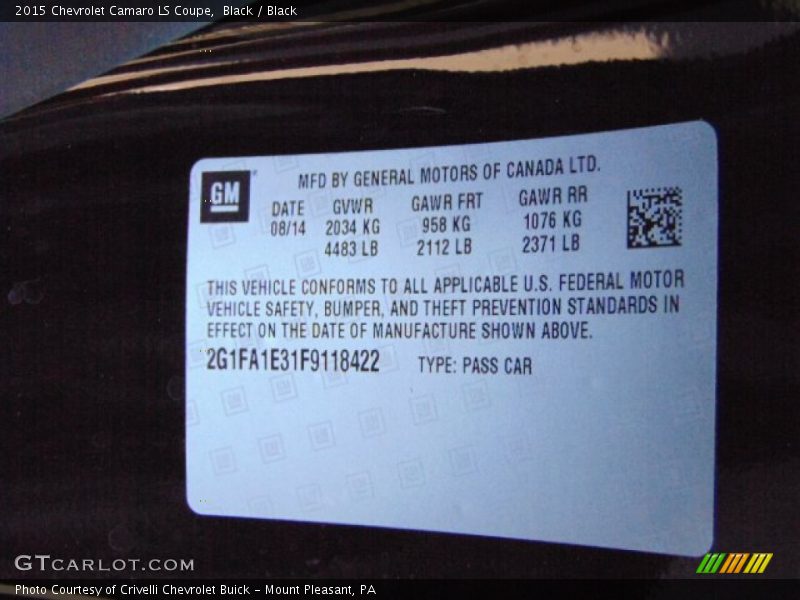 2015 Chevrolet Camaro LS Coupe, Black / Black
GM
MFD BY GENERAL MOTORS OF CANADA LTD.
DATE GVWR GAWR FRT GAWR RR
08/14 2034 KG 958 KG 1076 KG
4483 LB 2112 LB 2371 LB
THIS VEHICLE CONFORMS TO ALL APPLICABLE U.S. FEDERAL MOTOR
VEHICLE SAFETY, BUMPER, AND THEFT PREVENTION STANDARDS IN
EFFECT ON THE DATE OF MANUFACTURE SHOWN ABOVE.
2G1FA1E31F9118422 TYPE: PASS CAR
GTCARLOT.COM
Photo Courtesy of Crivelli Chevrolet Buick - Mount Pleasant, PA